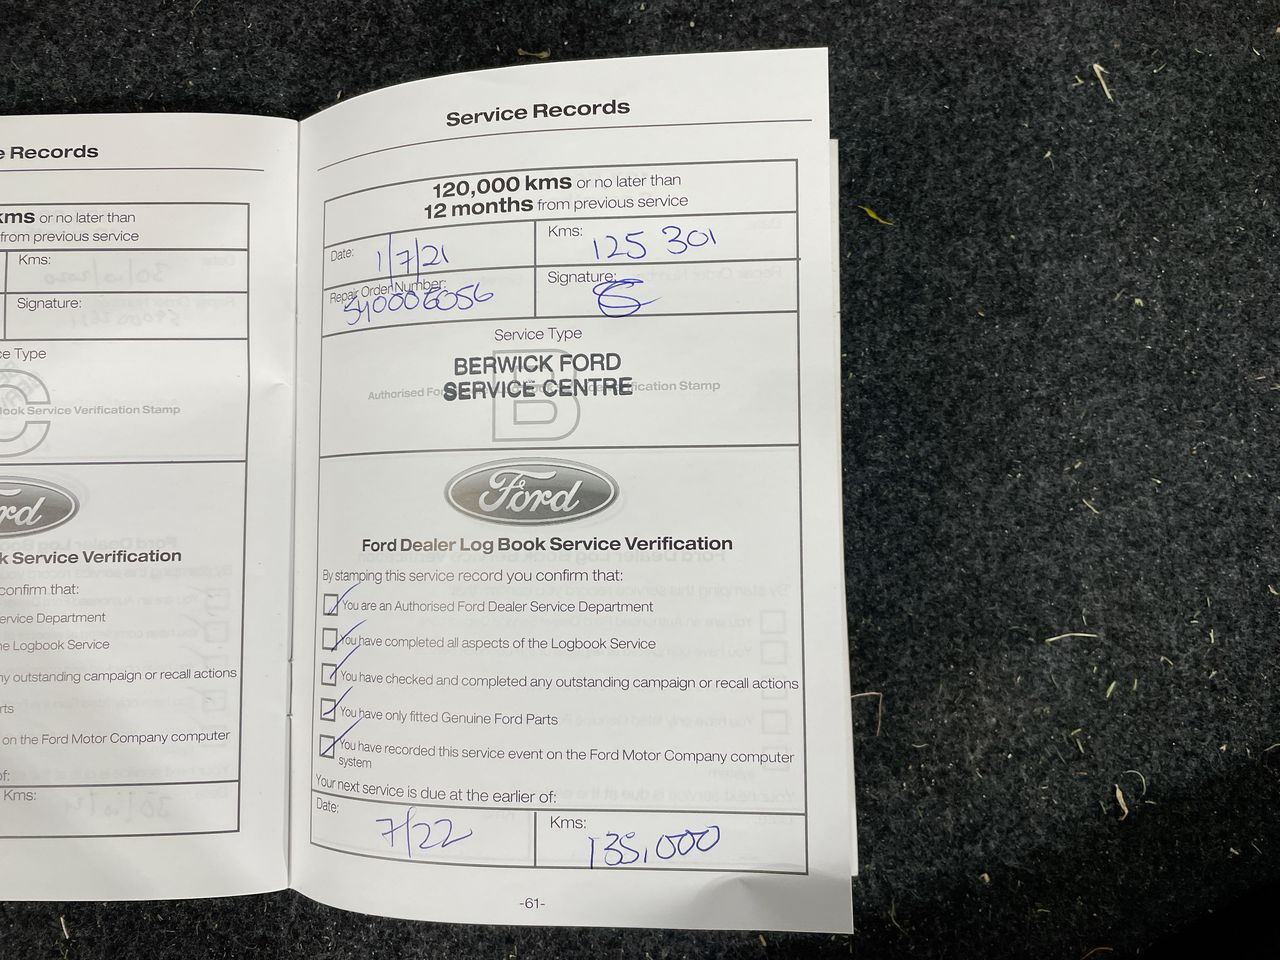 e Records
kms or no later than
from previous service
Kms:
Signature:
ce Type
Book Service Verification Stamp
C
rd
k Service Verification
confirm that:
ervice Department
he Logbook Service
ny outstanding campaign or recall actions
rts
on the Ford Motor Company computer
of:
Kms:
Service Records
120,000 kms or no later than
12 months from previous service
Date: 1/7/21
Kms: 125 301
Repair Order Number:
Signature:
Service Type
B
BERWICK FORD
SERVICE CENTRE
Authorised Fo
ification Stamp
Ford
Ford Dealer Log Book Service Verification
By stamping this service record you confirm that:
You are an Authorised Ford Dealer Service Department
You have completed all aspects of the Logbook Service
You have checked and completed any outstanding campaign or recall actions
You have only fitted Genuine Ford Parts
You have recorded this service event on the Ford Motor Company computer
system
Your next service is due at the earlier of:
Date: 7/22
Kms: 135,000
-61-